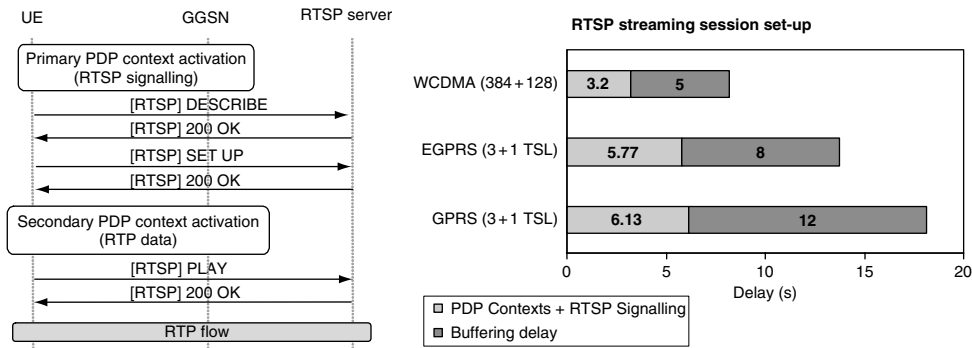 UE
GGSN
RTSP server
Primary PDP context activation
(RTSP signalling)
[RTSP] DESCRIBE
[RTSP] 200 OK
[RTSP] SET UP
[RTSP] 200 OK
Secondary PDP context activation
(RTP data)
[RTSP] PLAY
[RTSP] 200 OK
RTP flow
RTSP streaming session set-up
WCDMA (384+128)
3.2
5
EGPRS (3+1 TSL)
5.77
8
GPRS (3+1 TSL)
6.13
12
0
5
10
15
20
Delay (s)
PDP Contexts + RTSP Signalling
Buffering delay